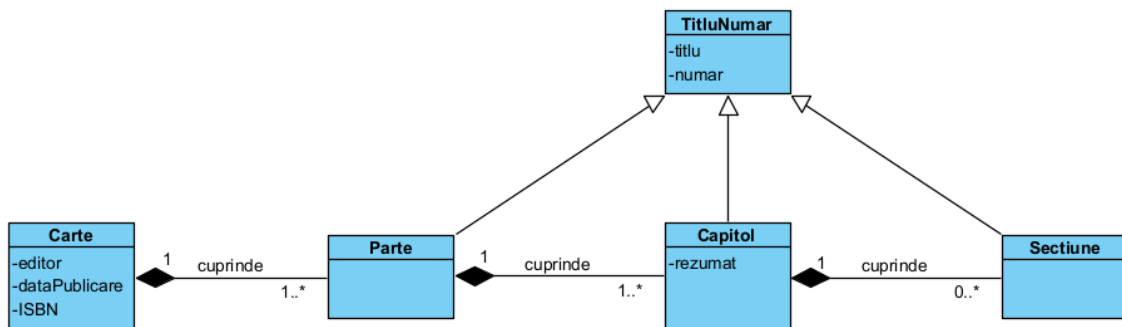 TitluNumar
-titlu
-numar
Carte
-editor
-dataPublicare
-ISBN
1
cuprinde
1..*
Parte
1
cuprinde
1..*
Capitol
-rezumat
1
cuprinde
0..*
Sectiune